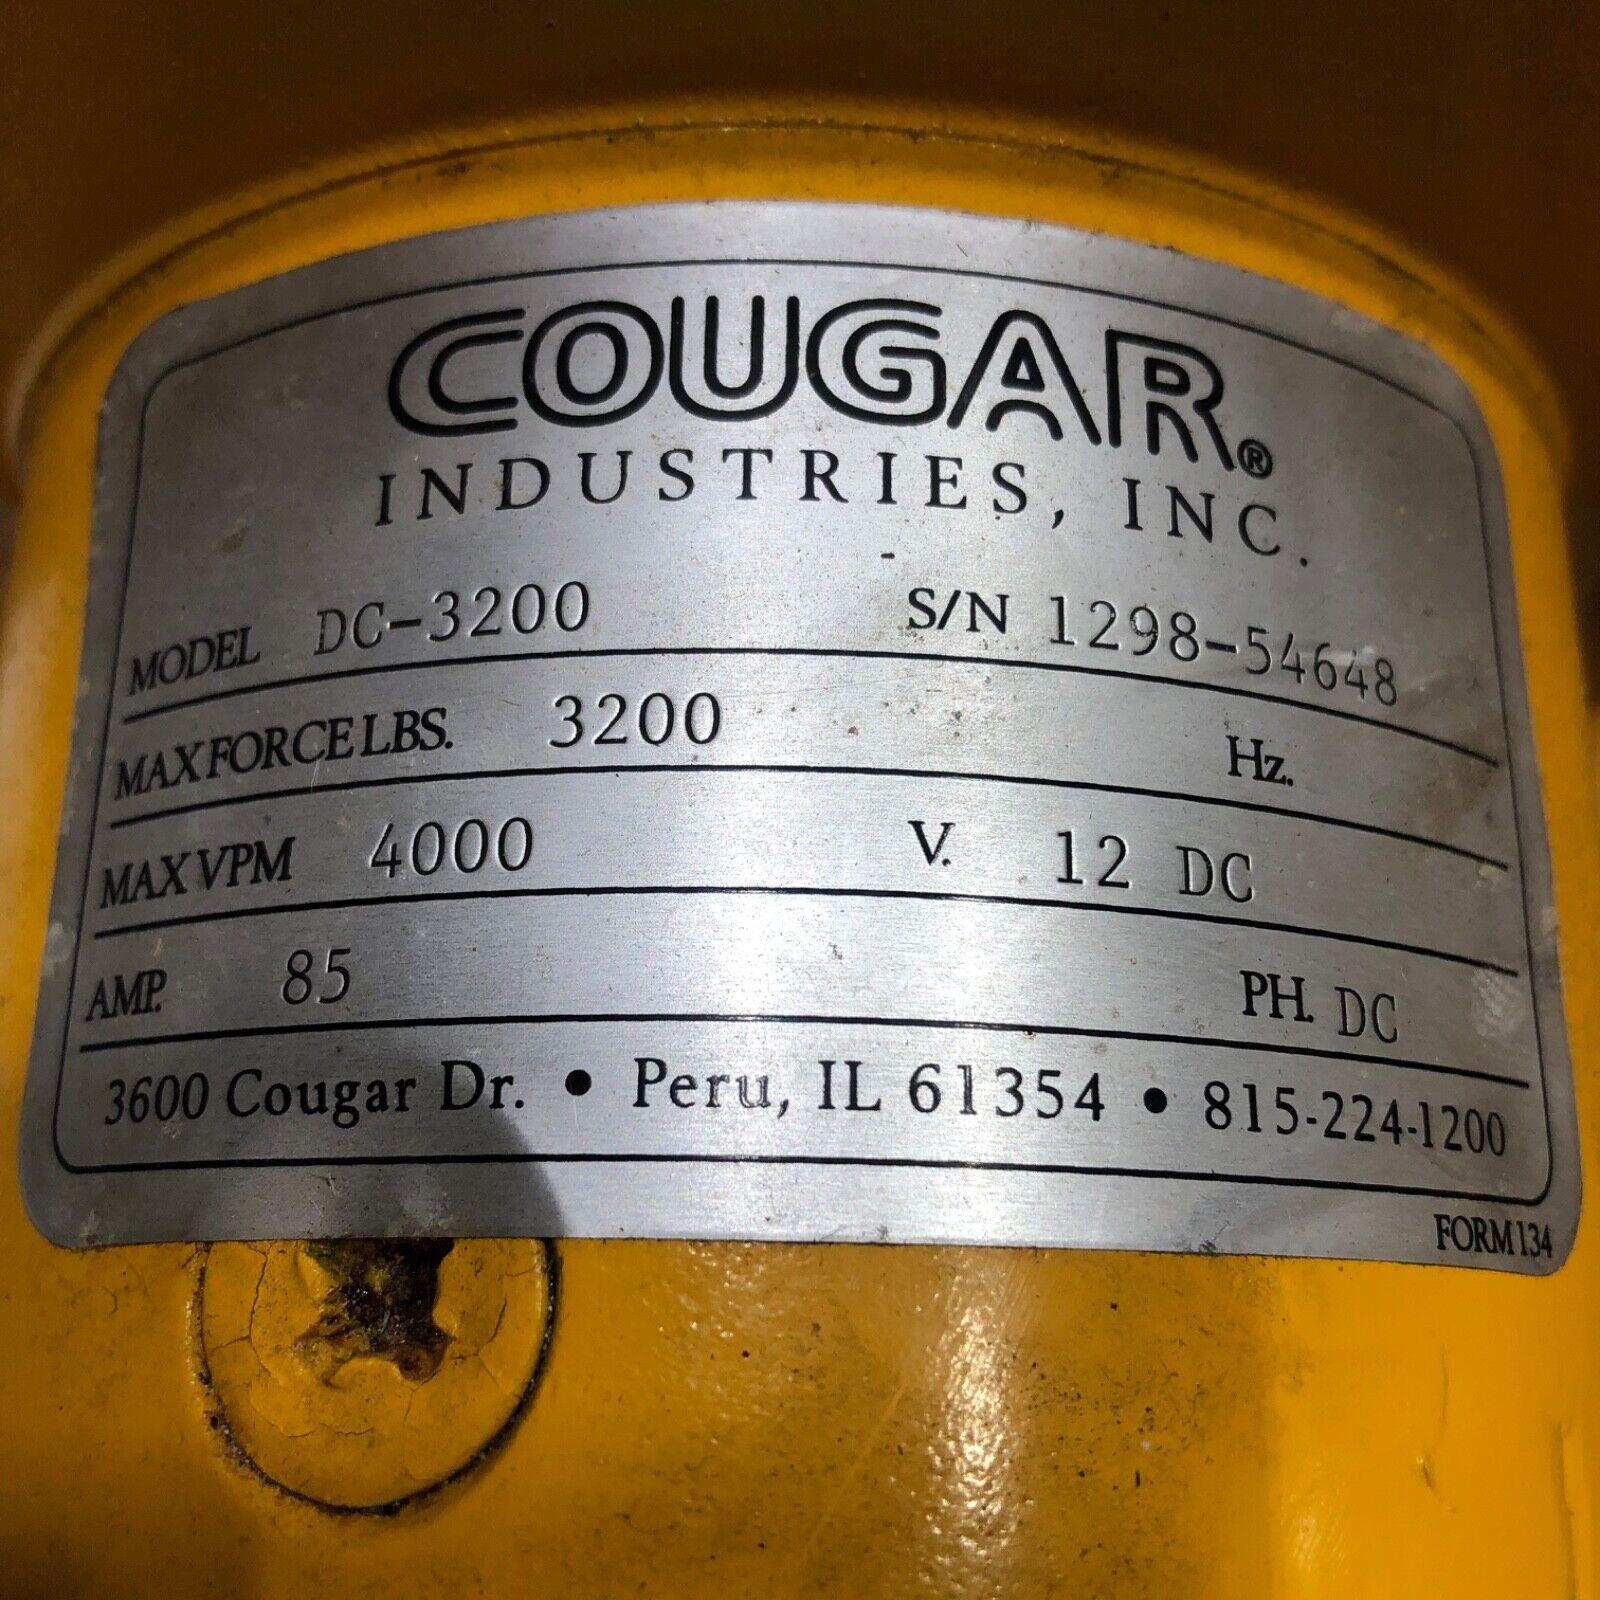 COUGAR®
INDUSTRIES, INC.
MODEL DC-3200 S/N 1298-54648
MAX FORCE LBS. 3200 Hz.
MAX VPM 4000 V. 12 DC
AMP. 85 PH. DC
3600 Cougar Dr. • Peru, IL 61354 • 815-224-1200
FORM 134